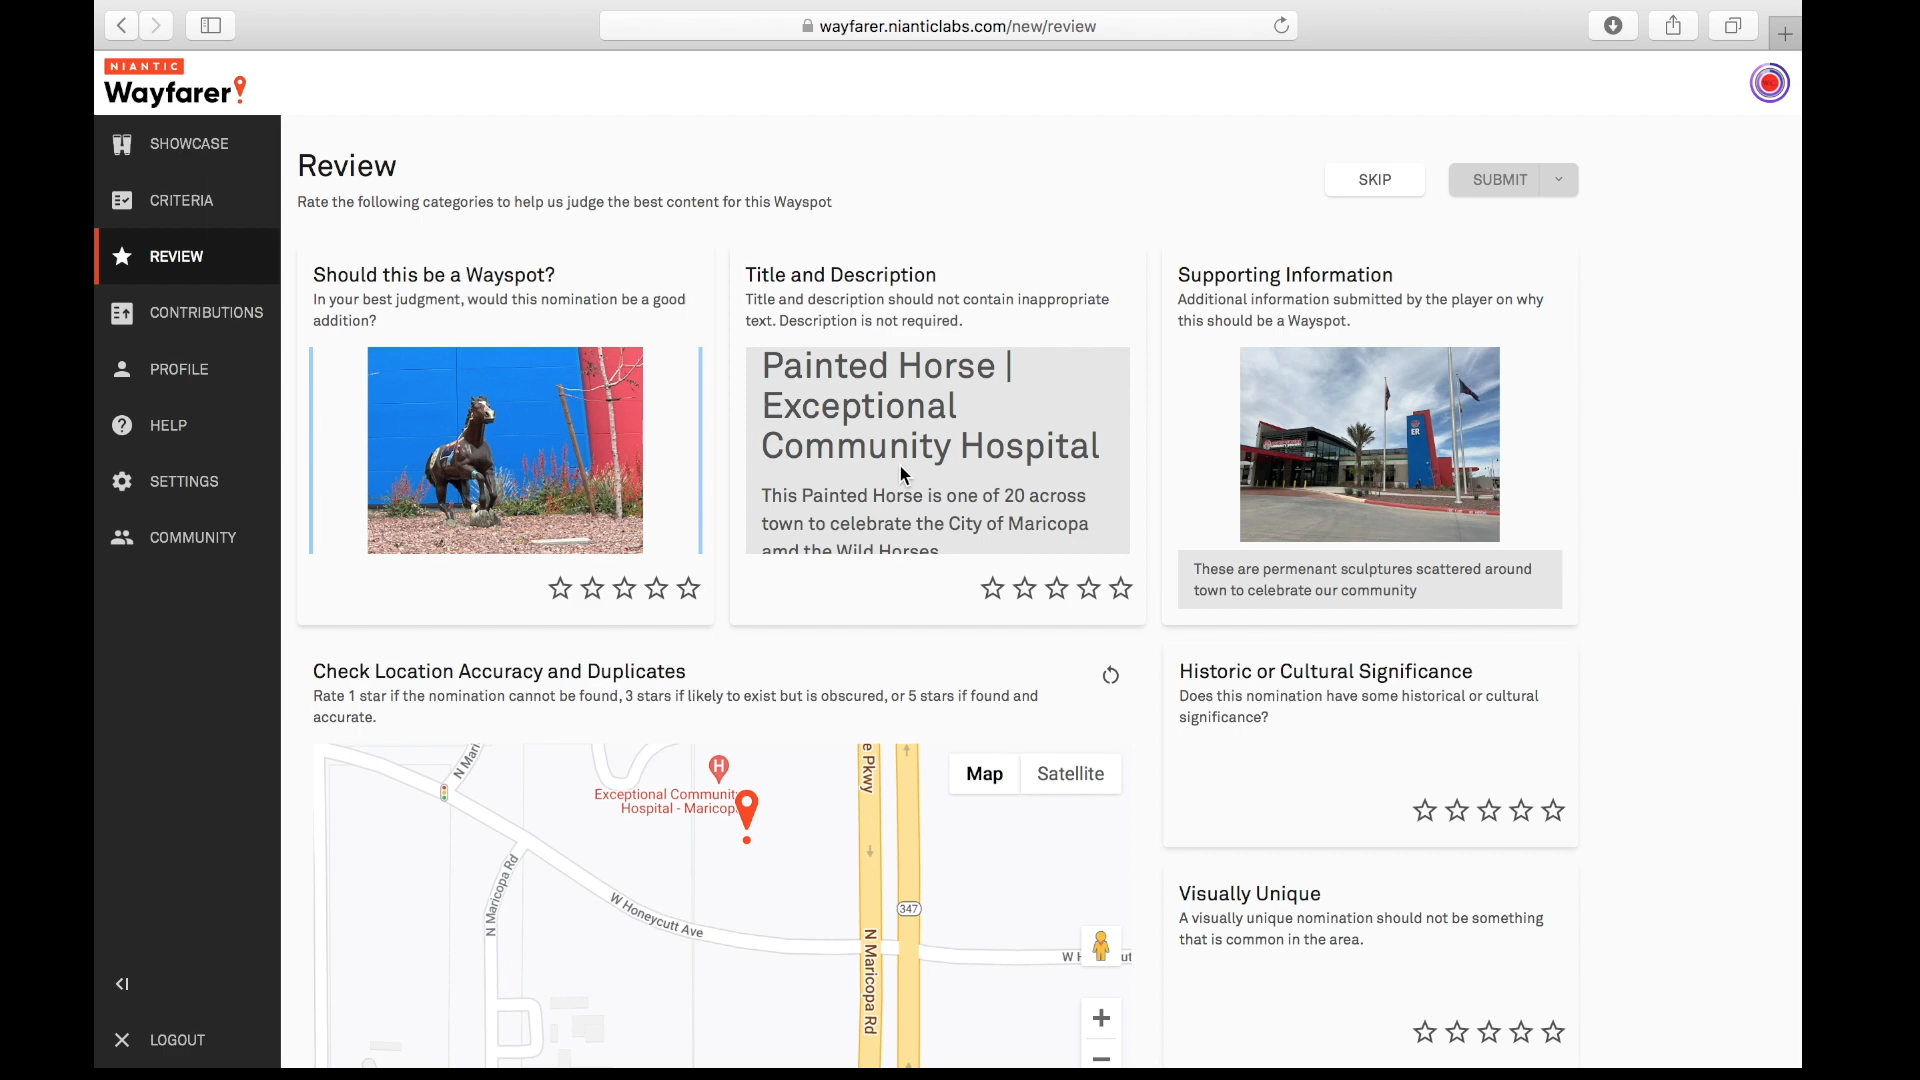 wayfarer.nianticlabs.com/new/review
NIANTIC
Wayfarer
SHOWCASE
CRITERIA
REVIEW
CONTRIBUTIONS
PROFILE
HELP
SETTINGS
COMMUNITY
LOGOUT
Review
Rate the following categories to help us judge the best content for this Wayspot
SKIP
SUBMIT
Should this be a Wayspot?
In your best judgment, would this nomination be a good
addition?
Title and Description
Title and description should not contain inappropriate
text. Description is not required.
Painted Horse |
Exceptional
Community Hospital
This Painted Horse is one of 20 across
town to celebrate the City of Maricopa
amd the Wild Horses
Supporting Information
Additional information submitted by the player on why
this should be a Wayspot.
ER
These are permenant sculptures scattered around
town to celebrate our community
Check Location Accuracy and Duplicates
Rate 1 star if the nomination cannot be found, 3 stars if likely to exist but is obscured, or 5 stars if found and
accurate.
N Mari
H
Exceptional Communit
Hospital - Maricop
e Pkwy
Map
Satellite
N Maricopa Rd
W Honeycutt Ave
347
N Maricopa Rd
W H
ut
Historic or Cultural Significance
Does this nomination have some historical or cultural
significance?
Visually Unique
A visually unique nomination should not be something
that is common in the area.